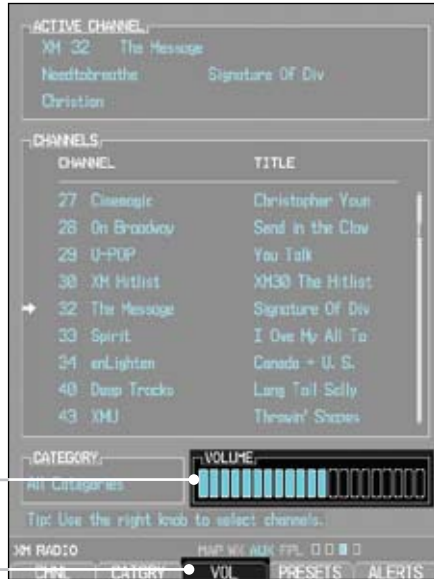 ACTIVE CHANNEL
XM 32 The Message
Needtobreathe Signature Of Div
Christian
CHANNELS
CHANNEL TITLE
27 Cinemagic Christopher Youn
28 On Broadway Send in the Clow
29 U-POP You Talk
30 XM Hitlist XM30 The Hitlist
32 The Message Signature Of Div
33 Spirit I Owe My All To
34 enLighten Canada + U. S.
40 Deep Tracks Long Tall Sally
43 XMU Throwin' Shapes
CATEGORY VOLUME
All Categories
Tip: Use the right knob to select channels.
XM RADIO MAP WX AUX FPL
CHNL CATGRY VOL PRESETS ALERTS